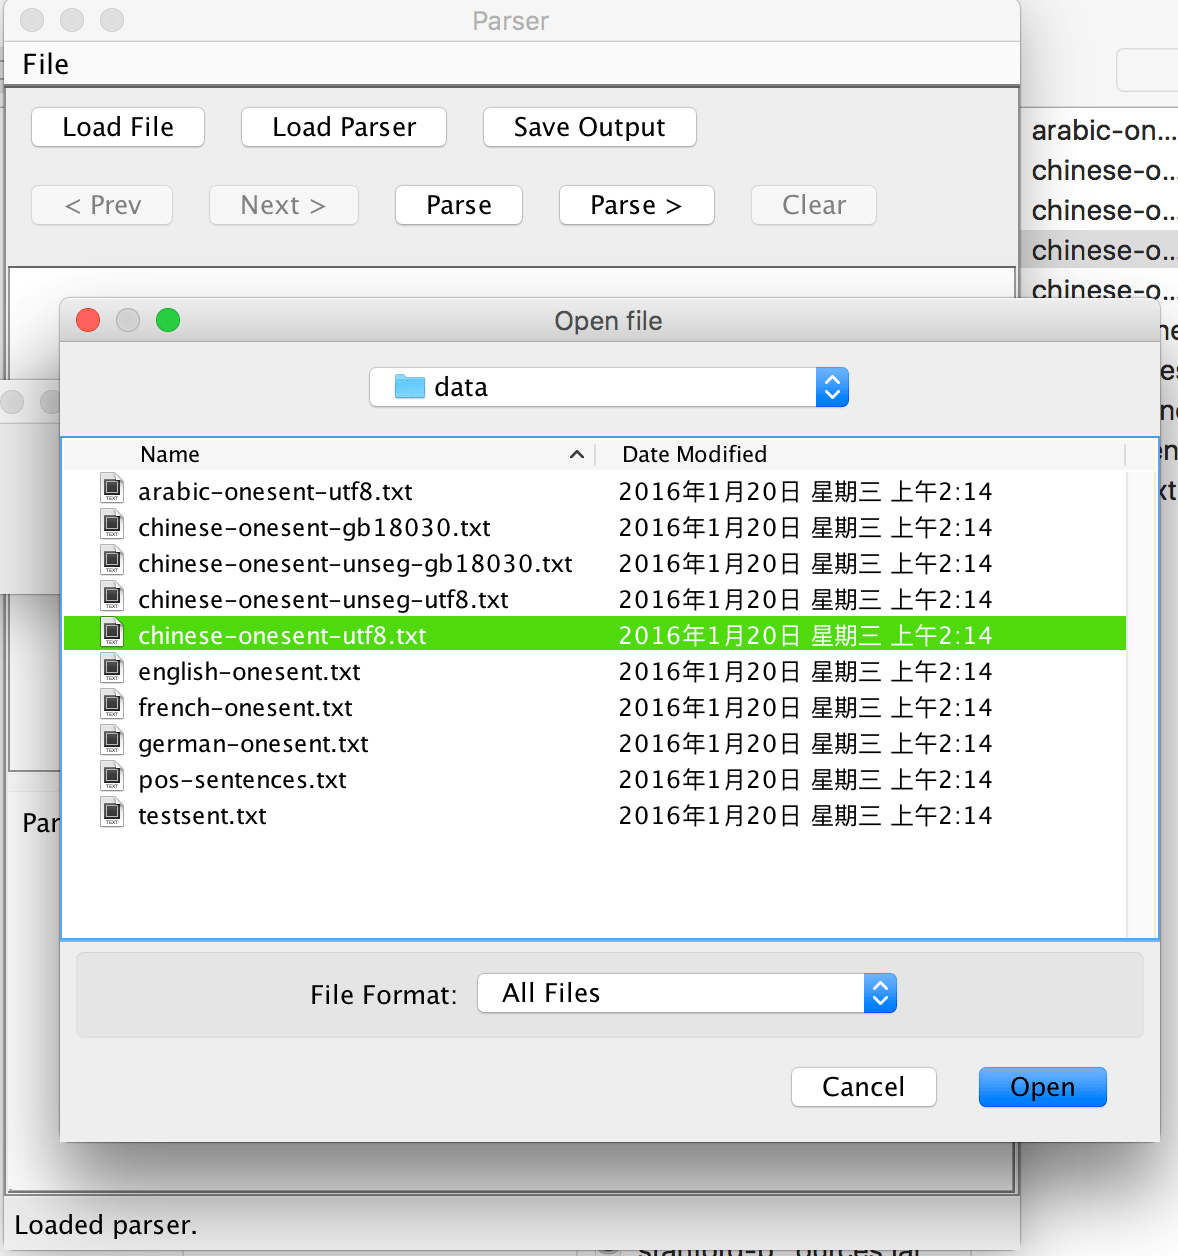 Parser
File
Load File Load Parser Save Output
< Prev Next > Parse Parse > Clear
arabic-on...
chinese-o...
chinese-o...
chinese-o...
chinese-o...
Open file
data
Name Date Modified
arabic-onesent-utf8.txt 2016年1月20日 星期三 上午2:14
chinese-onesent-gb18030.txt 2016年1月20日 星期三 上午2:14
chinese-onesent-unseg-gb18030.txt 2016年1月20日 星期三 上午2:14
chinese-onesent-unseg-utf8.txt 2016年1月20日 星期三 上午2:14
chinese-onesent-utf8.txt 2016年1月20日 星期三 上午2:14
english-onesent.txt 2016年1月20日 星期三 上午2:14
french-onesent.txt 2016年1月20日 星期三 上午2:14
german-onesent.txt 2016年1月20日 星期三 上午2:14
pos-sentences.txt 2016年1月20日 星期三 上午2:14
testsent.txt 2016年1月20日 星期三 上午2:14
Par
File Format: All Files
Cancel Open
Loaded parser.